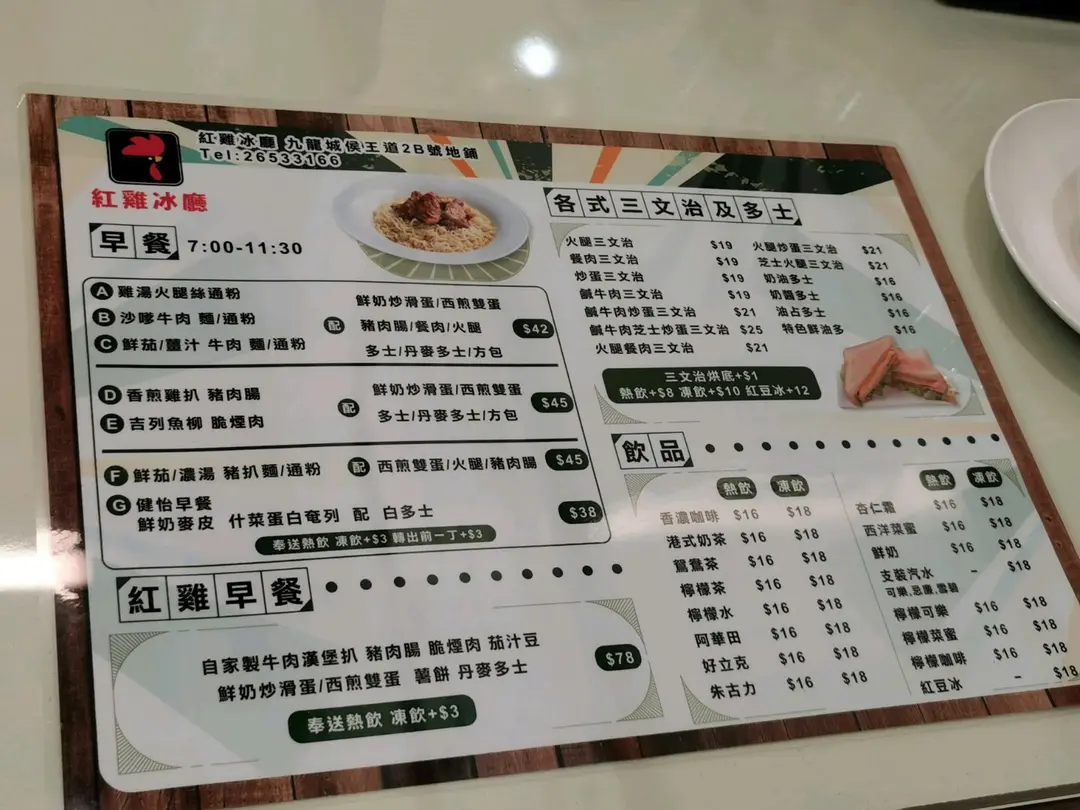 紅雞冰廳 九龍城侯王道2B號地鋪
Tel:26533166
紅雞冰廳
早餐 7:00-11:30
A 雞湯火腿絲通粉
B 沙嗲牛肉 麵/通粉
C 鮮茄/薑汁 牛肉 麵/通粉
配
鮮奶炒滑蛋/西煎雙蛋
豬肉腸/餐肉/火腿
多士/丹麥多士/方包
$42
D 香煎雞扒 豬肉腸
E 吉列魚柳 脆煙肉
配
鮮奶炒滑蛋/西煎雙蛋
多士/丹麥多士/方包
$45
F 鮮茄/濃湯 豬扒麵/通粉 配 西煎雙蛋/火腿/豬肉腸 $45
G 健怡早餐
鮮奶麥皮 什菜蛋白奄列 配 白多士 $38
奉送熱飲 凍飲+$3 轉出前一丁+$3
紅雞早餐
自家製牛肉漢堡扒 豬肉腸 脆煙肉 茄汁豆
鮮奶炒滑蛋/西煎雙蛋 薯餅 丹麥多士
$78
奉送熱飲 凍飲+$3
各式三文治及多士
火腿三文治 $19
餐肉三文治 $19
炒蛋三文治 $19
鹹牛肉三文治 $19
鹹牛肉炒蛋三文治 $21
鹹牛肉芝士炒蛋三文治 $25
火腿餐肉三文治 $21
火腿炒蛋三文治 $21
芝士火腿三文治 $21
奶油多士 $16
奶醬多士 $16
油占多士 $16
特色鮮油多 $16
三文治烘底+$1
熱飲+$8 凍飲+$10 紅豆冰+12
飲品
熱飲 凍飲
香濃咖啡 $16 $18
港式奶茶 $16 $18
鴛鴦茶 $16 $18
檸檬茶 $16 $18
檸檬水 $16 $18
阿華田 $16 $18
好立克 $16 $18
朱古力 $16 $18
熱飲 凍飲
杏仁霜 $16 $18
西洋菜蜜 $16 $18
鮮奶 $16 $18
支裝汽水 - $18
可樂,忌廉,雪碧
檸檬可樂 $16 $18
檸檬菜蜜 $16 $18
檸檬咖啡 $16 $18
紅豆冰 - $18